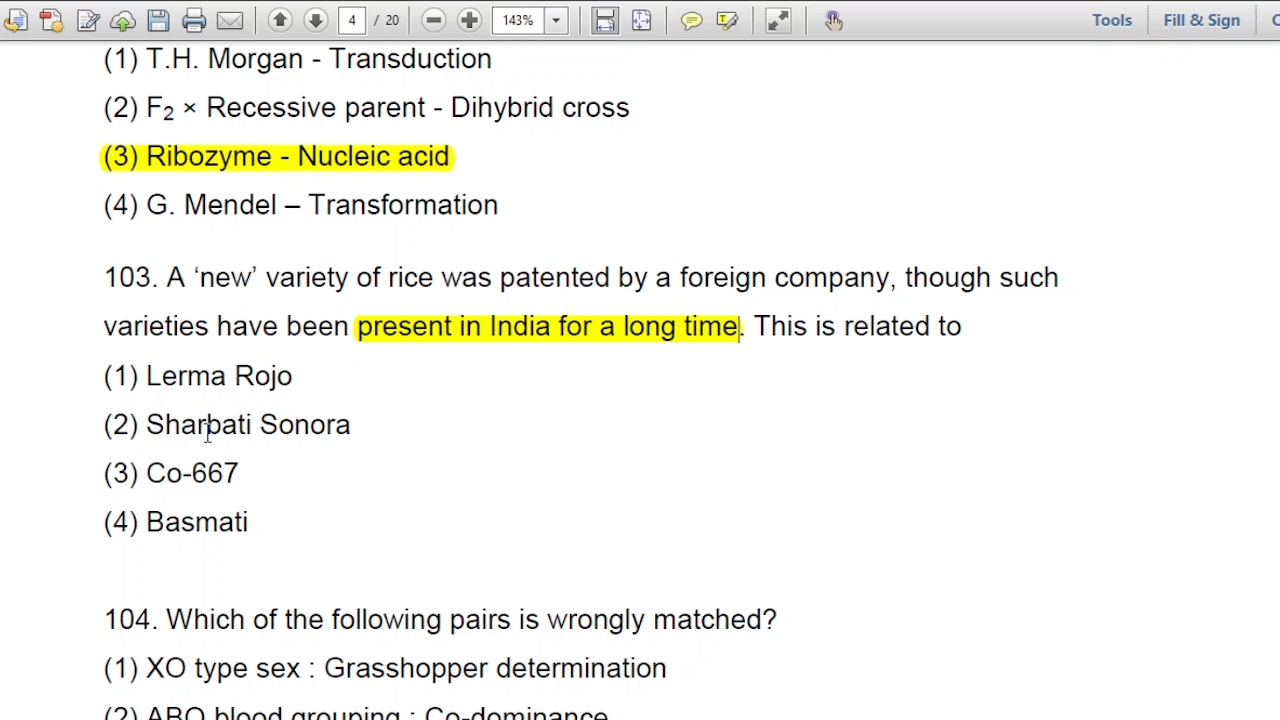 4 / 20 143% Tools Fill & Sign C
(1) T.H. Morgan - Transduction
(2) F₂ × Recessive parent - Dihybrid cross
(3) Ribozyme - Nucleic acid
(4) G. Mendel – Transformation
103. A ‘new’ variety of rice was patented by a foreign company, though such
varieties have been present in India for a long time. This is related to
(1) Lerma Rojo
(2) Sharbati Sonora
(3) Co-667
(4) Basmati
104. Which of the following pairs is wrongly matched?
(1) XO type sex : Grasshopper determination
(2) ABO blood grouping : Co-dominance